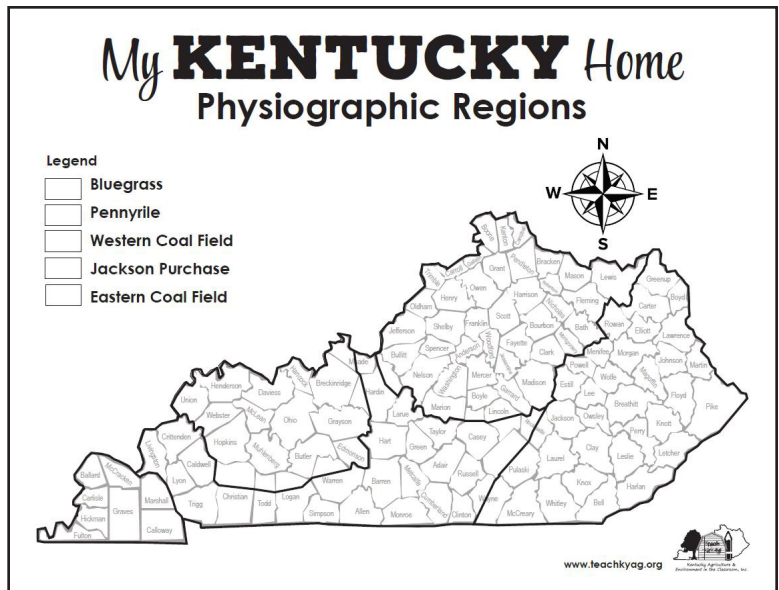 My KENTUCKY Home
Physiographic Regions
Legend
Bluegrass
Pennyrile
Western Coal Field
Jackson Purchase
Eastern Coal Field
N
W E
S
Boone
Kenton
Grant
Pendleton
Bracken
Mason
Lewis
Greenup
Boyd
Carter
Trimble
Carroll
Owen
Harrison
Nicholas
Fleming
Rowan
Elliott
Lawrence
Oldham
Henry
Scott
Bourbon
Bath
Jefferson
Shelby
Franklin
Woodford
Fayette
Clark
Menifee
Morgan
Johnson
Martin
Bullitt
Spencer
Anderson
Powell
Wolfe
Magoffin
Meade
Nelson
Washington
Mercer
Garrard
Madison
Estill
Lee
Breathitt
Floyd
Pike
Hancock
Breckinridge
Hardin
Boyle
Henderson
Daviess
Union
Marion
Lincoln
Jackson
Owsley
Perry
Knott
Webster
McLean
Ohio
Grayson
Larue
Taylor
Casey
Letcher
Crittenden
Livingston
Hopkins
Muhlenberg
Butler
Edmonson
Hart
Green
Adair
Russell
Pulaski
Laurel
Clay
Leslie
Caldwell
Lyon
Ballard
McCracken
Warren
Barren
Metcalfe
Cumberland
Wayne
Knox
Harlan
Carlisle
Graves
Marshall
Trigg
Christian
Todd
Logan
Simpson
Allen
Monroe
Clinton
McCreary
Whitley
Bell
Hickman
Fulton
Calloway
www.teachkyag.org
teach
ky ag
Kentucky Agriculture &
Environment in the Classroom, Inc